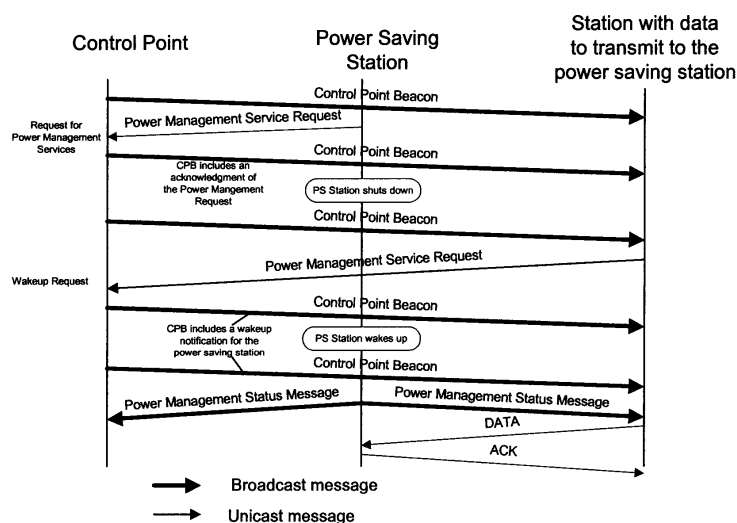 Control Point
Power Saving
Station
Station with data
to transmit to the
power saving station
Control Point Beacon
Power Management Service Request
Request for
Power Management
Services
Control Point Beacon
CPB includes an
acknowledgment of
the Power Mangement
Request
PS Station shuts down
Control Point Beacon
Power Management Service Request
Wakeup Request
Control Point Beacon
CPB includes a wakeup
notification for the
power saving station
PS Station wakes up
Control Point Beacon
Power Management Status Message
Power Management Status Message
DATA
ACK
Broadcast message
Unicast message